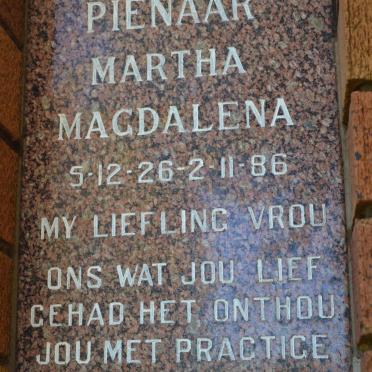 PIENAAR
MARTHA
MAGDALENA
5-12-26-2-11-86
MY LIEFLING VROU
ONS WAT JOU LIEF
GEHAD HET, ONTHOU
JOU MET PRACTICE